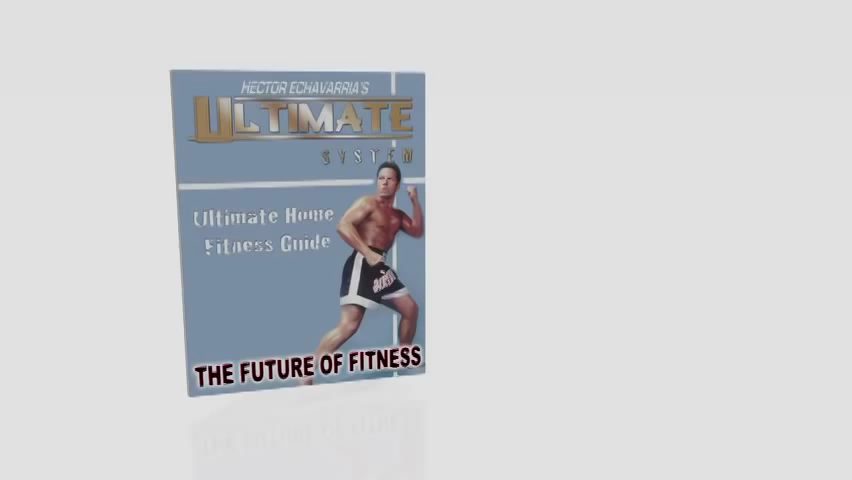 HECTOR ECHAVARRIA'S
ULTIMATE
SYSTEM
Ultimate Home
Fitness Guide
THE FUTURE OF FITNESS